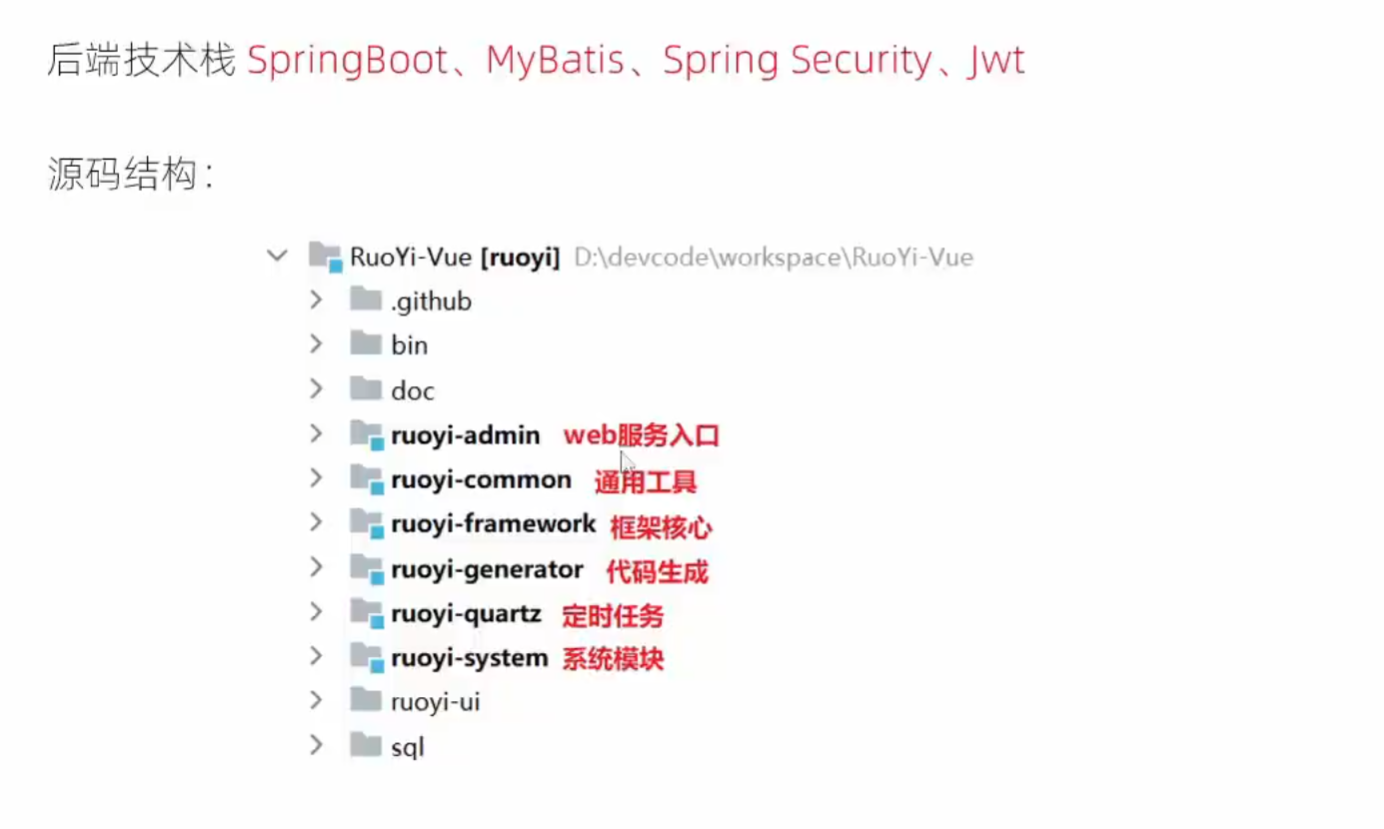 后端技术栈 SpringBoot、MyBatis、Spring Security、Jwt
源码结构：
RuoYi-Vue [ruoyi] D:\devcode\workspace\RuoYi-Vue
.github
bin
doc
ruoyi-admin web服务入口
ruoyi-common 通用工具
ruoyi-framework 框架核心
ruoyi-generator 代码生成
ruoyi-quartz 定时任务
ruoyi-system 系统模块
ruoyi-ui
sql